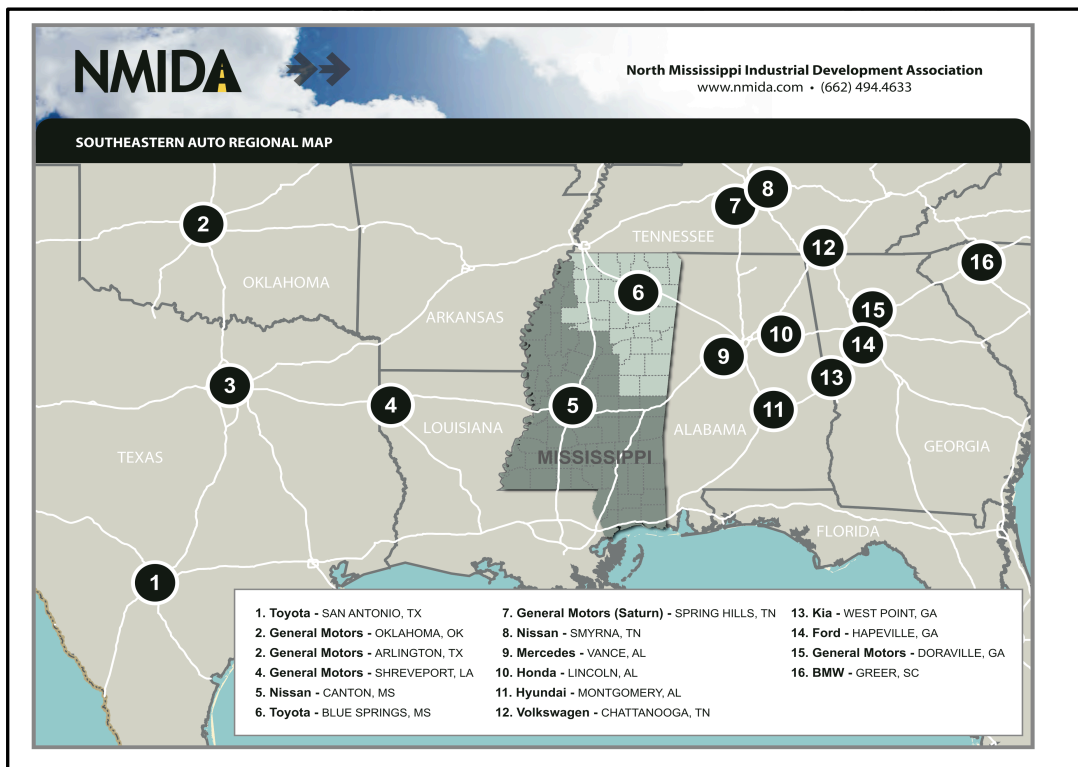 NMIDA
North Mississippi Industrial Development Association
www.nmida.com • (662) 494.4633
SOUTHEASTERN AUTO REGIONAL MAP
8
7
2
TENNESSEE
12
16
OKLAHOMA
6
15
ARKANSAS
10
14
9
13
3
4
5
11
LOUISIANA
ALABAMA
GEORGIA
TEXAS
MISSISSIPPI
FLORIDA
1
1. Toyota - SAN ANTONIO, TX
2. General Motors - OKLAHOMA, OK
2. General Motors - ARLINGTON, TX
4. General Motors - SHREVEPORT, LA
5. Nissan - CANTON, MS
6. Toyota - BLUE SPRINGS, MS
7. General Motors (Saturn) - SPRING HILLS, TN
8. Nissan - SMYRNA, TN
9. Mercedes - VANCE, AL
10. Honda - LINCOLN, AL
11. Hyundai - MONTGOMERY, AL
12. Volkswagen - CHATTANOOGA, TN
13. Kia - WEST POINT, GA
14. Ford - HAPEVILLE, GA
15. General Motors - DORAVILLE, GA
16. BMW - GREER, SC